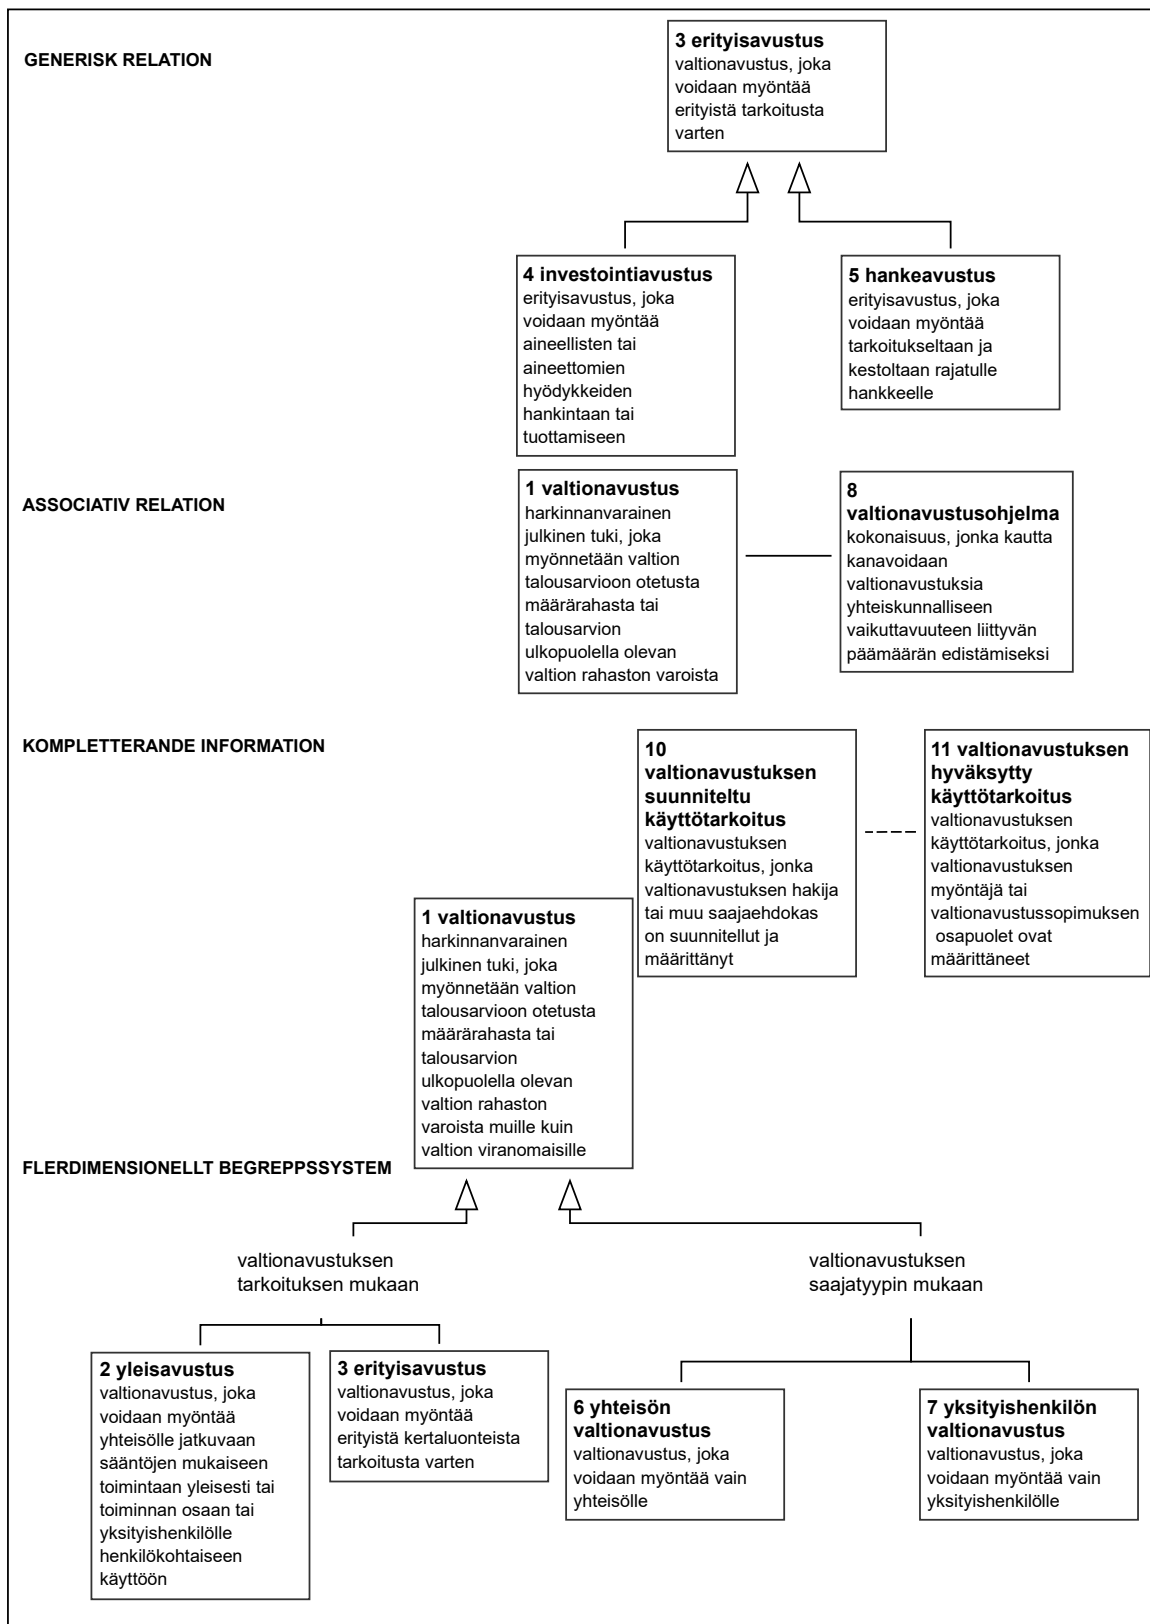 GENERISK RELATION
3 erityisavustus
valtionavustus, joka
voidaan myöntää
erityistä tarkoitusta
varten
4 investointiavustus
erityisavustus, joka
voidaan myöntää
aineellisten tai
aineettomien
hyödykkeiden
hankintaan tai
tuottamiseen
5 hankeavustus
erityisavustus, joka
voidaan myöntää
tarkoitukseltaan ja
kestoltaan rajatulle
hankkeelle
ASSOCIATIV RELATION
1 valtionavustus
harkinnanvarainen
julkinen tuki, joka
myönnetään valtion
talousarvioon otetusta
määrärahasta tai
talousarvion
ulkopuolella olevan
valtion rahaston varoista
8
valtionavustusohjelma
kokonaisuus, jonka kautta
kanavoidaan
valtionavustuksia
yhteiskunnalliseen
vaikuttavuuteen liittyvän
päämäärän edistämiseksi
KOMPLETTERANDE INFORMATION
10
valtionavustuksen
suunniteltu
käyttötarkoitus
valtionavustuksen
käyttötarkoitus, jonka
valtionavustuksen hakija
tai muu saajaehdokas
on suunnitellut ja
määrittänyt
11 valtionavustuksen
hyväksytty
käyttötarkoitus
valtionavustuksen
käyttötarkoitus, jonka
valtionavustuksen
myöntäjä tai
valtionavustussopimuksen
osapuolet ovat
määrittäneet
1 valtionavustus
harkinnanvarainen
julkinen tuki, joka
myönnetään valtion
talousarvioon otetusta
määrärahasta tai
talousarvion
ulkopuolella olevan
valtion rahaston
varoista muille kuin
valtion viranomaisille
FLERDIMENSIONELLT BEGREPPSSYSTEM
valtionavustuksen
tarkoituksen mukaan
valtionavustuksen
saajatyypin mukaan
2 yleisavustus
valtionavustus, joka
voidaan myöntää
yhteisölle jatkuvaan
sääntöjen mukaiseen
toimintaan yleisesti tai
toiminnan osaan tai
yksityishenkilölle
henkilökohtaiseen
käyttöön
3 erityisavustus
valtionavustus, joka
voidaan myöntää
erityistä kertaluonteista
tarkoitusta varten
6 yhteisön
valtionavustus
valtionavustus, joka
voidaan myöntää vain
yhteisölle
7 yksityishenkilön
valtionavustus
valtionavustus, joka
voidaan myöntää vain
yksityishenkilölle